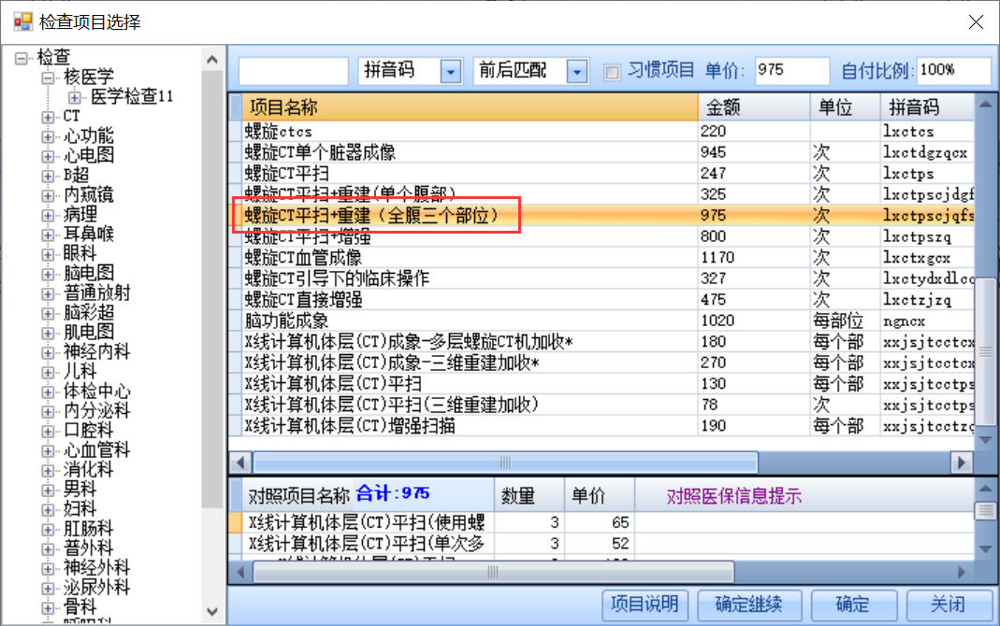 检查项目选择
检查
核医学
医学检查11
CT
心功能
心电图
B超
内窥镜
病理
耳鼻喉
眼科
脑电图
普通放射
脑彩超
肌电图
神经内科
儿科
体检中心
内分泌科
口腔科
心血管科
消化科
男科
妇科
肛肠科
普外科
神经外科
泌尿外科
骨科
拼音码 前后匹配 习惯项目 单价: 975 自付比例: 100%
项目名称 金额 单位 拼音码
螺旋ctcs 220 lxctcs
螺旋CT单个脏器成像 945 次 lxctdgzqcx
螺旋CT平扫 247 次 lxctps
螺旋CT平扫+重建(单个腹部) 325 次 lxctpscjdgf
螺旋CT平扫+重建（全腹三个部位） 975 次 lxctpscjqfs
螺旋CT平扫+增强 800 次 lxctpszq
螺旋CT血管成像 1170 次 lxctxgcx
螺旋CT引导下的临床操作 327 次 lxctydxdlcc
螺旋CT直接增强 475 次 lxctzjzq
脑功能成象 1020 每部位 ngncx
X线计算机体层(CT)成象-多层螺旋CT机加收* 180 每个部 xxjsjtcctcx
X线计算机体层(CT)成象-三维重建加收* 270 每个部 xxjsjtcctcx
X线计算机体层(CT)平扫 130 每个部 xxjsjtcctps
X线计算机体层(CT)平扫(三维重建加收) 78 次 xxjsjtcctps
X线计算机体层(CT)增强扫描 190 每个部 xxjsjtcctzq
对照项目名称 合计:975 数量 单价 对照医保信息提示
X线计算机体层(CT)平扫(使用螺 3 65
X线计算机体层(CT)平扫(单次多 3 52
项目说明 确定继续 确定 关闭